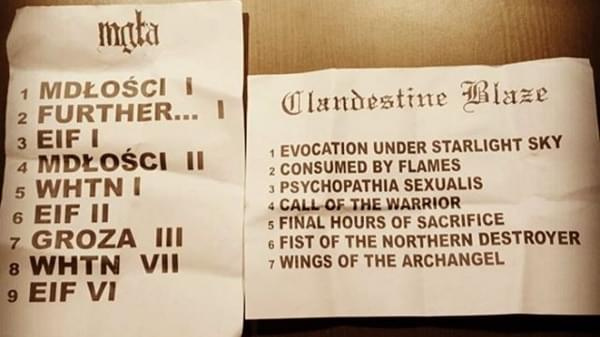 mgła
1 MDŁOŚCI I
2 FURTHER... I
3 EIF I
4 MDŁOŚCI II
5 WHTN I
6 EIF II
7 GROZA III
8 WHTN VII
9 EIF VI
Clandestine Blaze
1 EVOCATION UNDER STARLIGHT SKY
2 CONSUMED BY FLAMES
3 PSYCHOPATHIA SEXUALIS
4 CALL OF THE WARRIOR
5 FINAL HOURS OF SACRIFICE
6 FIST OF THE NORTHERN DESTROYER
7 WINGS OF THE ARCHANGEL